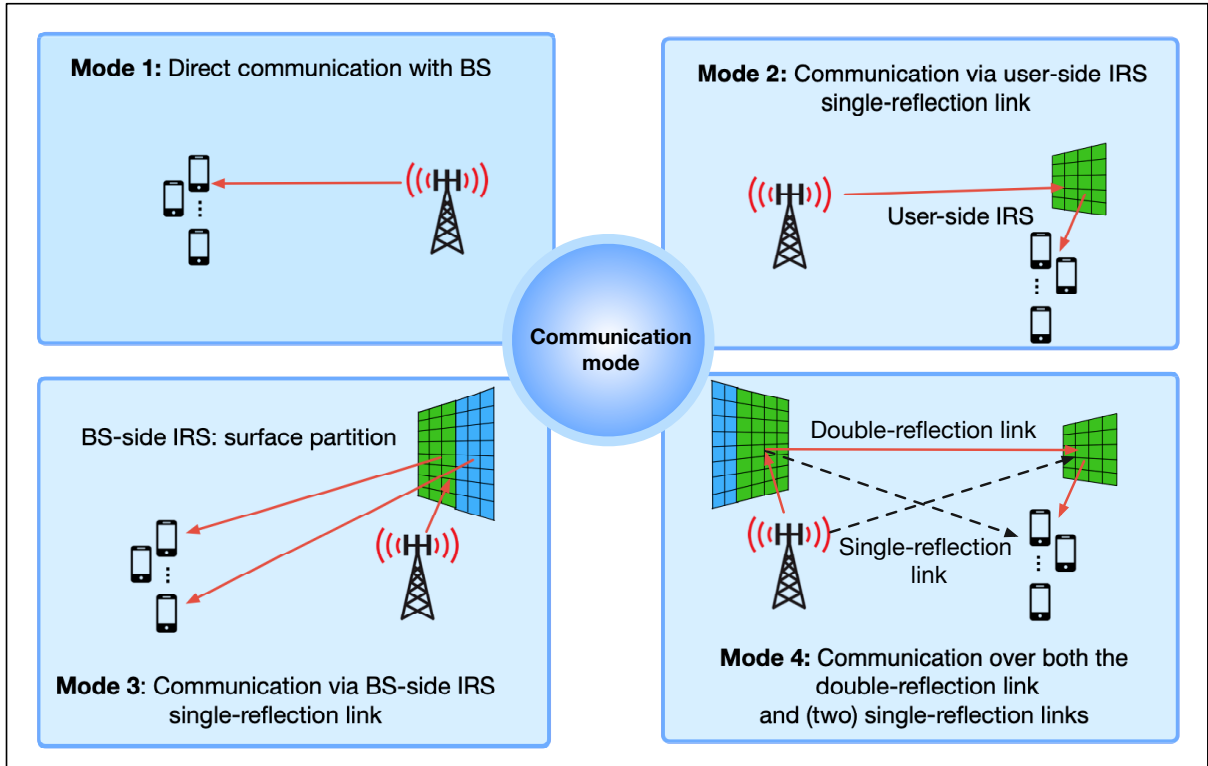 Mode 1: Direct communication with BS
Mode 2: Communication via user-side IRS
single-reflection link
User-side IRS
Communication
mode
BS-side IRS: surface partition
Mode 3: Communication via BS-side IRS
single-reflection link
Double-reflection link
Single-reflection
link
Mode 4: Communication over both the
double-reflection link
and (two) single-reflection links